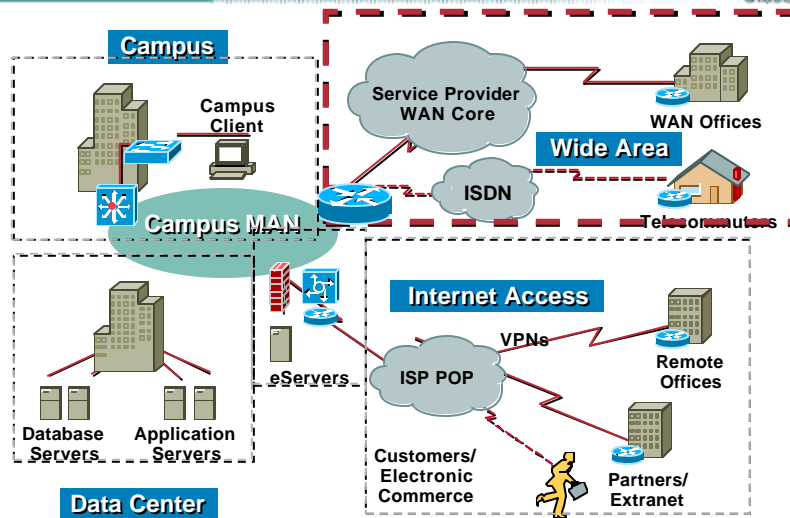 Campus
Campus
Client
Campus MAN
Service Provider
WAN Core
WAN Offices
Wide Area
ISDN
Telecommuters
Internet Access
VPNs
eServers
ISP POP
Remote
Offices
Database
Servers
Application
Servers
Customers/
Electronic
Commerce
Partners/
Extranet
Data Center